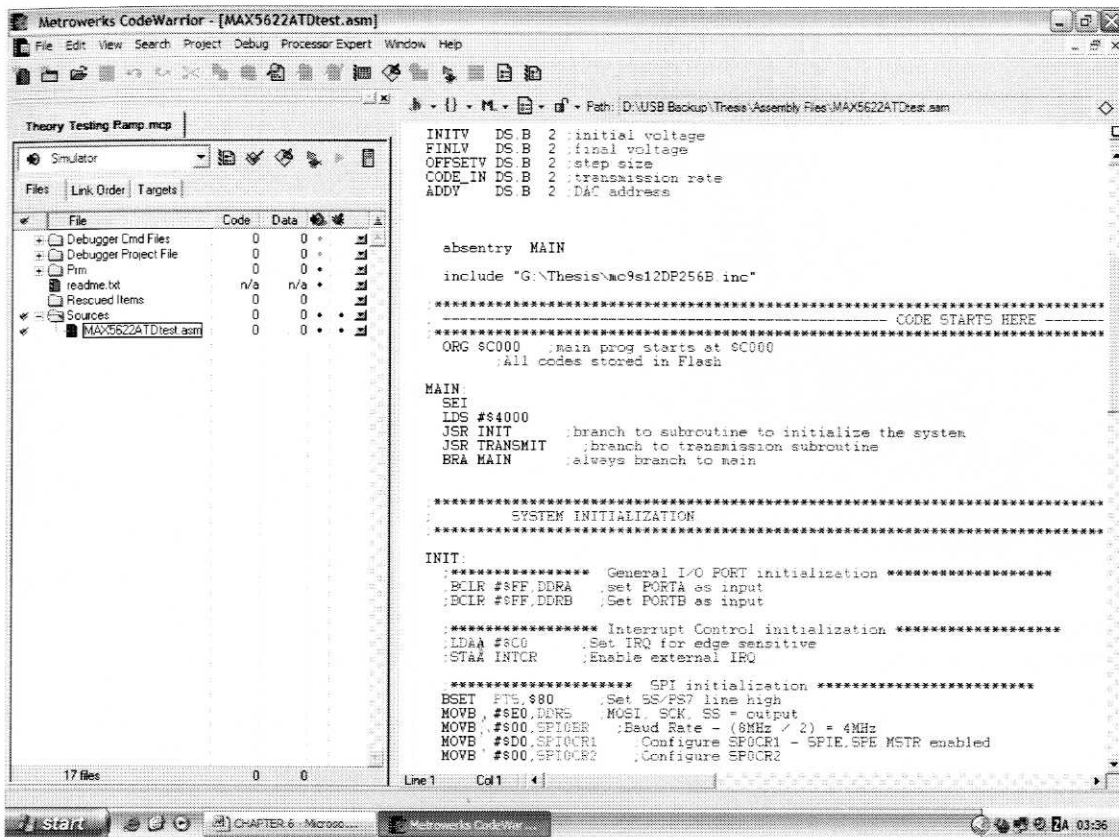 Metrowerks CodeWarrior - [MAX5622ATDtest.asm]
File Edit View Search Project Debug Processor Expert Window Help
Path: D:\USB Backup\Thesis\Assembly Files\MAX5622ATDtest.asm
Theory Testing Ramp.mcp
Simulator
Files Link Order Targets
File Code Data
Debugger Cmd Files 0 0
Debugger Project File 0 0
Prm 0 0
readme.txt n/a n/a
Rescued Items 0 0
Sources 0 0
MAX5622ATDtest.asm 0 0
17 files 0 0
INITV DS.B 2 ;initial voltage
FINLV DS.B 2 ;final voltage
OFFSETV DS.B 2 ;step size
CODE_IN DS.B 2 ;transmission rate
ADDV DS.B 2 ;DAC address
absentry MAIN
include "G:\Thesis\mc9s12DP256B.inc"
CODE STARTS HERE
ORG $C000 ;main prog starts at $C000
;All codes stored in Flash
MAIN:
SEI
LDS #$4000
JSR INIT ;branch to subroutine to initialize the system
JSR TRANSMIT ;branch to transmission subroutine
BRA MAIN ;always branch to main
SYSTEM INITIALIZATION
INIT:
;*************** General I/O PORT initialization ******************
;BCLR #$FF,DDRA ;set PORTA as input
;BCLR #$FF,DDRB ;Set PORTB as input
;**************** Interrupt Control initialization ******************
;LDAA #$C0 ;Set IRQ for edge sensitive
;STAA INTCR ;Enable external IRQ
;******************** SPI initialization ************************
BSET PTS,$80 ;Set SS/PS7 line high
MOVB #$E0,DDRS ;MOSI, SCK, SS = output
MOVB #$00,SPI0BR ;Baud Rate - (8MHz / 2) = 4MHz
MOVB #$D0,SPI0CR1 ;Configure SP0CR1 - SPIE,SPE,MSTR enabled
MOVB #$00,SPI0CR2 ;Configure SP0CR2
Line 1 Col 1
start
CHAPTER 6 - Microso...
Metrowerks CodeWar...
03:36